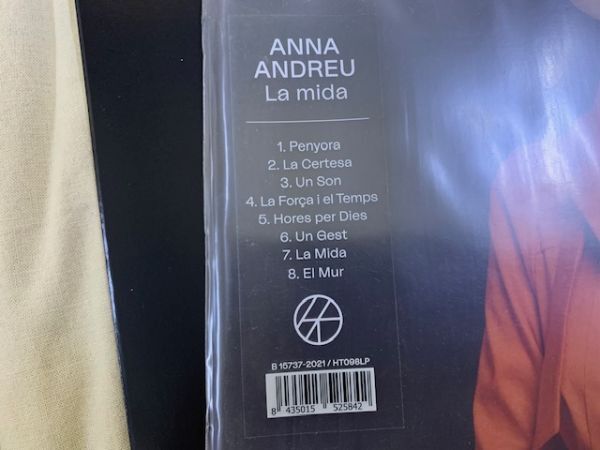 ANNA
ANDREU
La mida
1. Penyora
2. La Certesa
3. Un Son
4. La Força i el Temps
5. Hores per Dies
6. Un Gest
7. La Mida
8. El Mur
B 15737-2021 / HT098LP
8 435015 525842